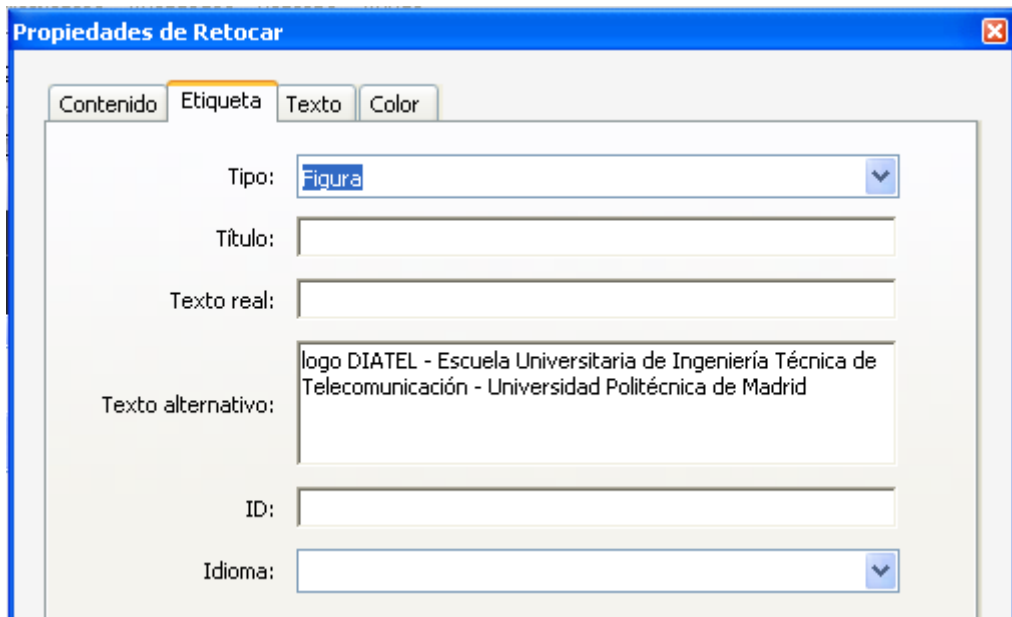 Propiedades de Retocar
Contenido Etiqueta Texto Color
Tipo: Figura
Título:
Texto real:
Texto alternativo: logo DIATEL - Escuela Universitaria de Ingeniería Técnica de
Telecomunicación - Universidad Politécnica de Madrid
ID:
Idioma: